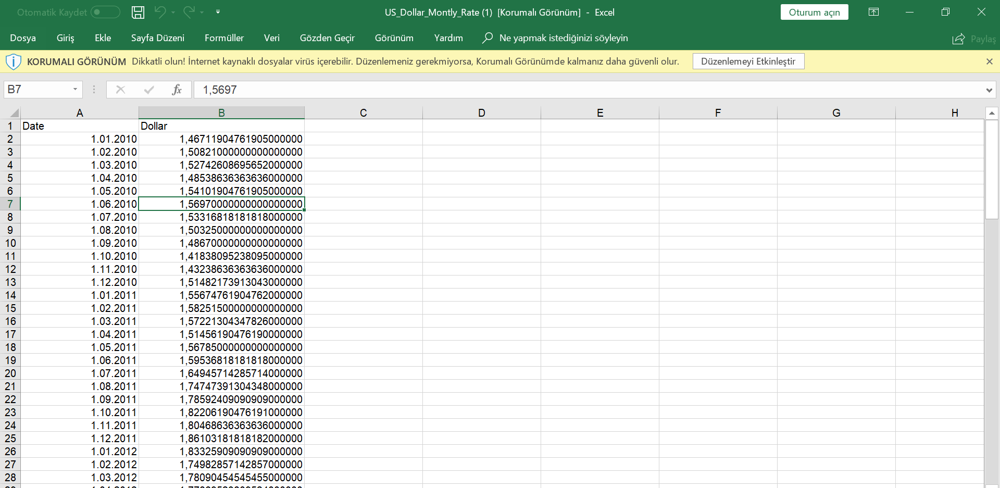 Otomatik Kaydet US_Dollar_Montly_Rate (1) [Korumalı Görünüm] - Excel Oturum açın
Dosya Giriş Ekle Sayfa Düzeni Formüller Veri Gözden Geçir Görünüm Yardım Ne yapmak istediğinizi söyleyin Paylaş
KORUMALI GÖRÜNÜM Dikkatli olun! İnternet kaynaklı dosyalar virüs içerebilir. Düzenlemeniz gerekmiyorsa, Korumalı Görünümde kalmanız daha güvenli olur. Düzenlemeyi Etkinleştir
B7 fx 1,5697
A B C D E F G H
1 Date Dollar
2 1.01.2010 1,46711904761905000000
3 1.02.2010 1,50821000000000000000
4 1.03.2010 1,52742608695652000000
5 1.04.2010 1,48538636363636000000
6 1.05.2010 1,54101904761905000000
7 1.06.2010 1,56970000000000000000
8 1.07.2010 1,53316818181818000000
9 1.08.2010 1,50325000000000000000
10 1.09.2010 1,48670000000000000000
11 1.10.2010 1,41838095238095000000
12 1.11.2010 1,43238636363636000000
13 1.12.2010 1,51482173913043000000
14 1.01.2011 1,55674761904762000000
15 1.02.2011 1,58251500000000000000
16 1.03.2011 1,57221304347826000000
17 1.04.2011 1,51456190476190000000
18 1.05.2011 1,56785000000000000000
19 1.06.2011 1,59536818181818000000
20 1.07.2011 1,64945714285714000000
21 1.08.2011 1,74747391304348000000
22 1.09.2011 1,78592409090909000000
23 1.10.2011 1,82206190476191000000
24 1.11.2011 1,80468636363636000000
25 1.12.2011 1,86103181818182000000
26 1.01.2012 1,83325909090909000000
27 1.02.2012 1,74982857142857000000
28 1.03.2012 1,78090454545455000000